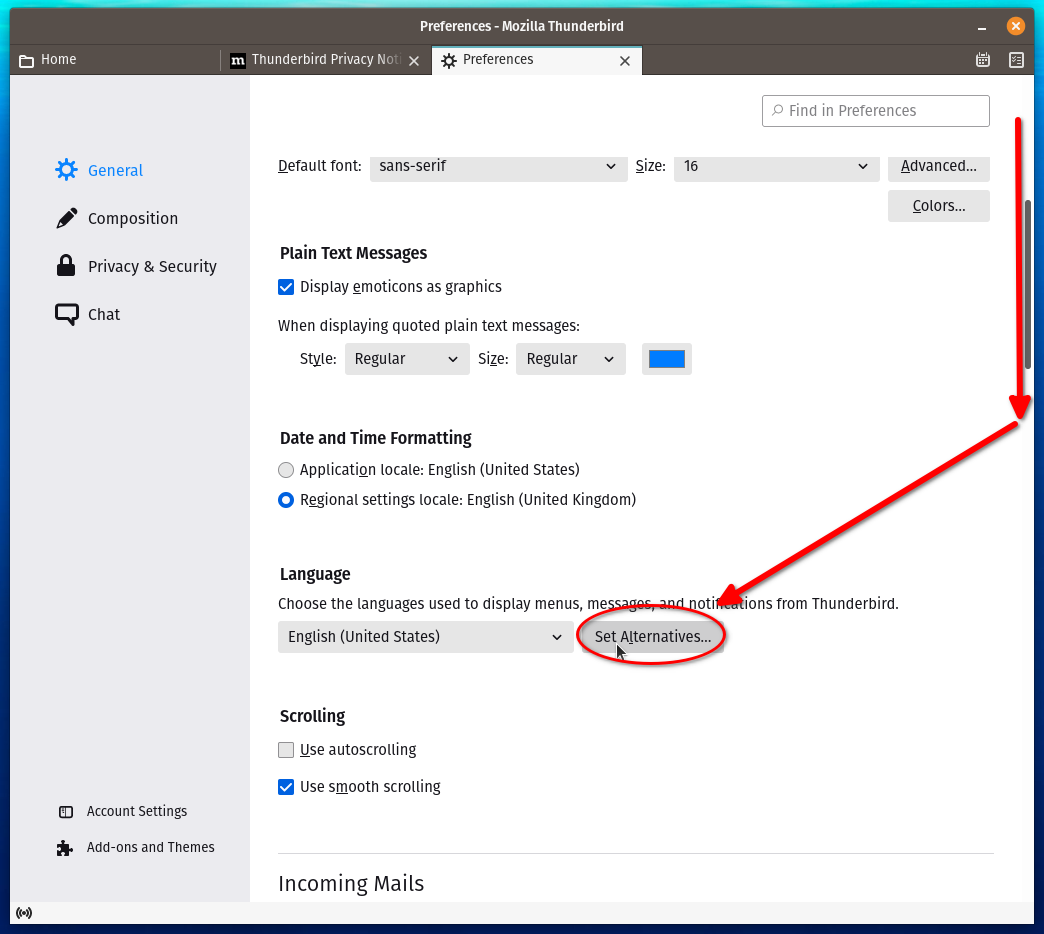 Preferences - Mozilla Thunderbird
Home
m Thunderbird Privacy Noti
Preferences
Find in Preferences
General
Composition
Privacy & Security
Chat
Default font: sans-serif Size: 16 Advanced...
Colors...
Plain Text Messages
Display emoticons as graphics
When displaying quoted plain text messages:
Style: Regular Size: Regular
Date and Time Formatting
Application locale: English (United States)
Regional settings locale: English (United Kingdom)
Language
Choose the languages used to display menus, messages, and notifications from Thunderbird.
English (United States) Set Alternatives...
Scrolling
Use autoscrolling
Use smooth scrolling
Account Settings
Add-ons and Themes
Incoming Mails